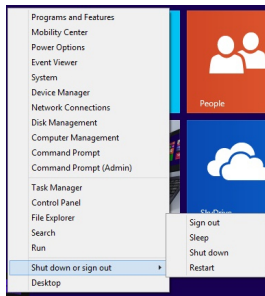 Programs and Features
Mobility Center
Power Options
Event Viewer
System
Device Manager
Network Connections
Disk Management
Computer Management
Command Prompt
Command Prompt (Admin)
Task Manager
Control Panel
File Explorer
Search
Run
Shut down or sign out
Desktop
Sign out
Sleep
Shut down
Restart
People
SkyDrive